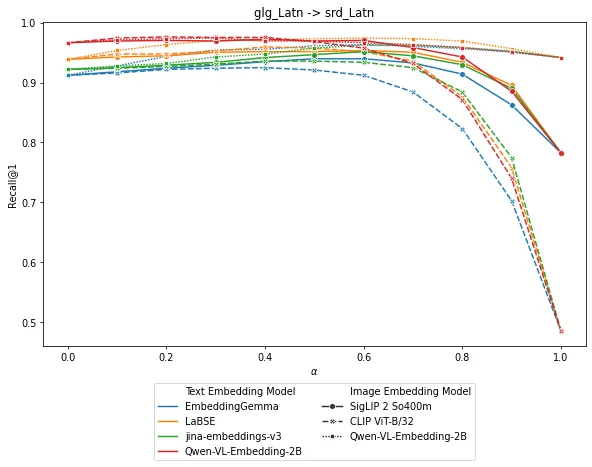 glg_Latn -> srd_Latn
1.0
0.9
0.8
0.7
0.6
0.5
Recall@1
0.0 0.2 0.4 0.6 0.8 1.0
α
Text Embedding Model Image Embedding Model
EmbeddingGemma SigLIP 2 So400m
LaBSE CLIP ViT-B/32
jina-embeddings-v3 Qwen-VL-Embedding-2B
Qwen-VL-Embedding-2B